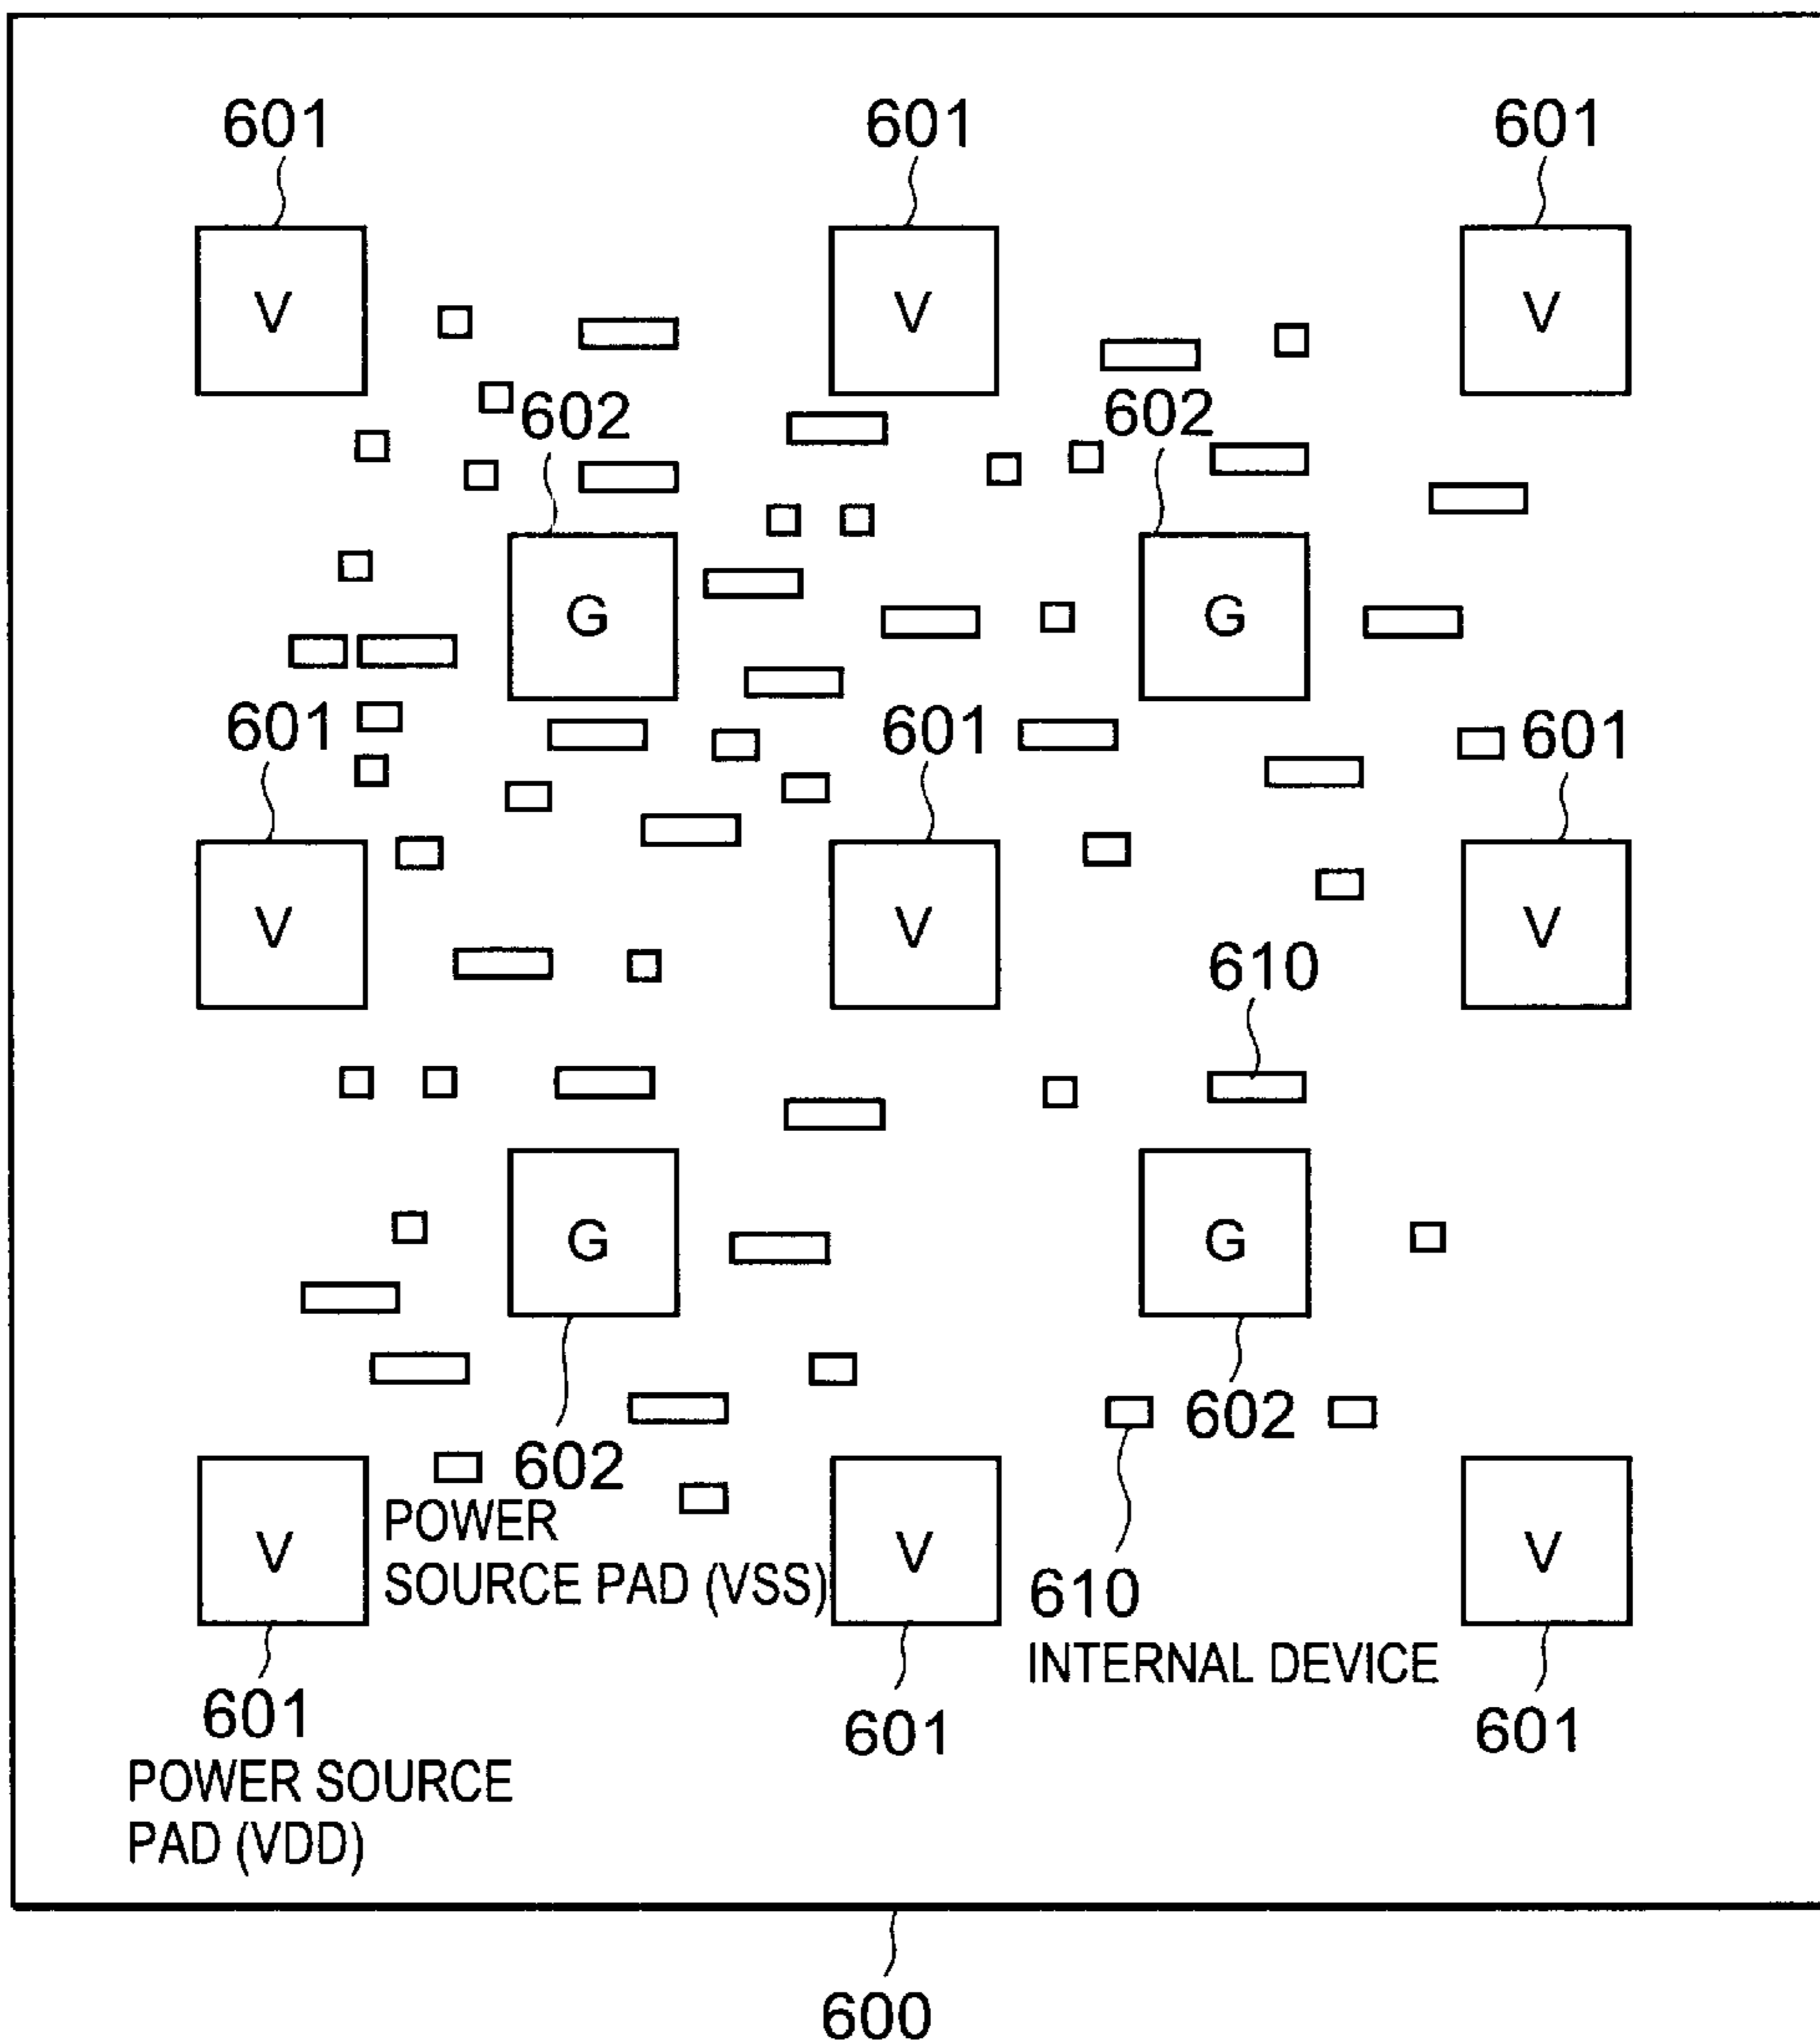 601 601 601
V V V
602 602
G G
601 601 601
V V V
610
G G
602
602
POWER
SOURCE PAD (VSS)
V V V
610
INTERNAL DEVICE
601
POWER SOURCE
PAD (VDD)
601 601
600